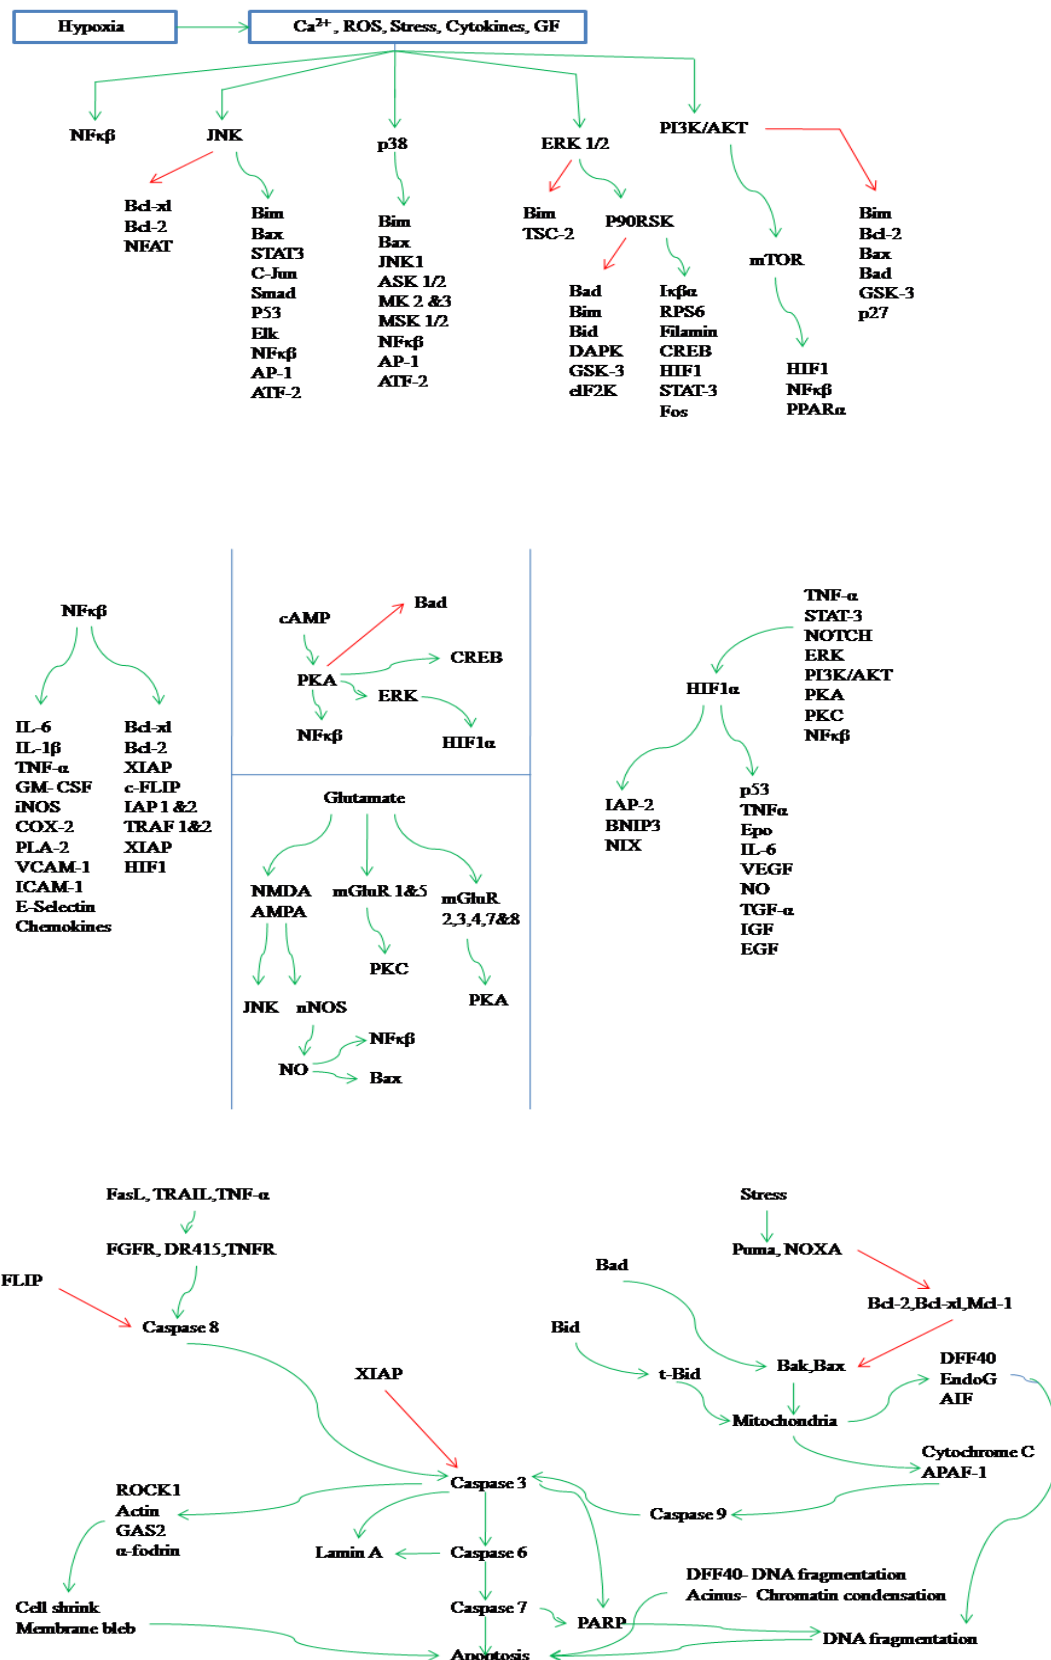 Hypoxia
Ca²⁺, ROS, Stress, Cytokines, GF
NFκβ
JNK
p38
ERK 1/2
PI3K/AKT
Bcl-xl
Bcl-2
NFAT
Bim
Bax
STAT3
C-Jun
Smad
P53
Elk
NFκβ
AP-1
ATF-2
Bim
Bax
JNK1
ASK 1/2
MK 2 &3
MSK 1/2
NFκβ
AP-1
ATF-2
Bim
TSC-2
P90RSK
Bad
Bim
Bid
DAPK
GSK-3
eIF2K
Iκβα
RPS6
Filamin
CREB
HIF1
STAT-3
Fos
mTOR
HIF1
NFκβ
PPARα
Bim
Bcl-2
Bax
Bad
GSK-3
p27
NFκβ
IL-6
IL-1β
TNF-α
GM- CSF
iNOS
COX-2
PLA-2
VCAM-1
ICAM-1
E-Selectin
Chemokines
Bcl-xl
Bcl-2
XIAP
c-FLIP
IAP 1 &2
TRAF 1&2
XIAP
HIF1
cAMP
Bad
PKA
CREB
ERK
NFκβ
HIF1α
Glutamate
NMDA
AMPA
mGluR 1&5
mGluR
2,3,4,7&8
PKC
PKA
JNK
nNOS
NO
NFκβ
Bax
TNF-α
STAT-3
NOTCH
ERK
PI3K/AKT
PKA
PKC
NFκβ
HIF1α
IAP-2
BNIP3
NIX
p53
TNFα
Epo
IL-6
VEGF
NO
TGF-α
IGF
EGF
FasL, TRAIL,TNF-α
FGFR, DR415,TNFR
FLIP
Caspase 8
XIAP
Stress
Puma, NOXA
Bad
Bcl-2,Bcl-xl,Mcl-1
Bid
t-Bid
Bak,Bax
Mitochondria
DFF40
EndoG
AIF
Cytochrome C
APAF-1
Caspase 3
Caspase 9
ROCK1
Actin
GAS2
α-fodrin
Lamin A
Caspase 6
DFF40- DNA fragmentation
Acinus- Chromatin condensation
Cell shrink
Membrane bleb
Caspase 7
PARP
DNA fragmentation
Apoptosis